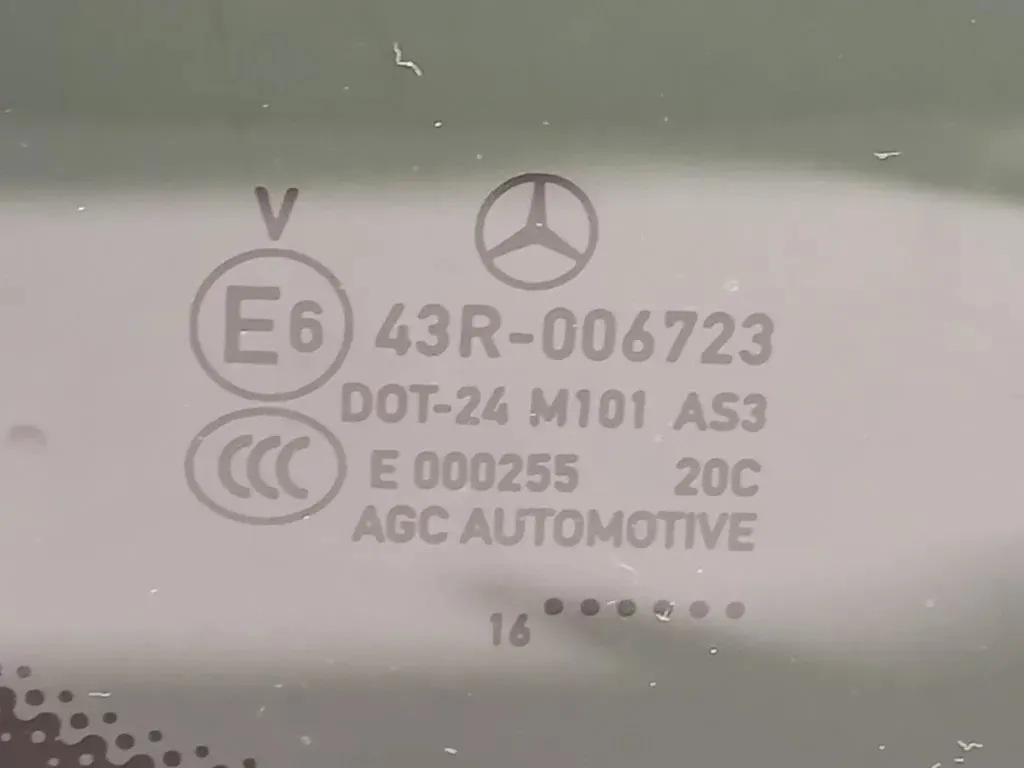 V
E6 43R-006723
DOT-24 M101 AS3
CCC E 000255 20C
AGC AUTOMOTIVE
16